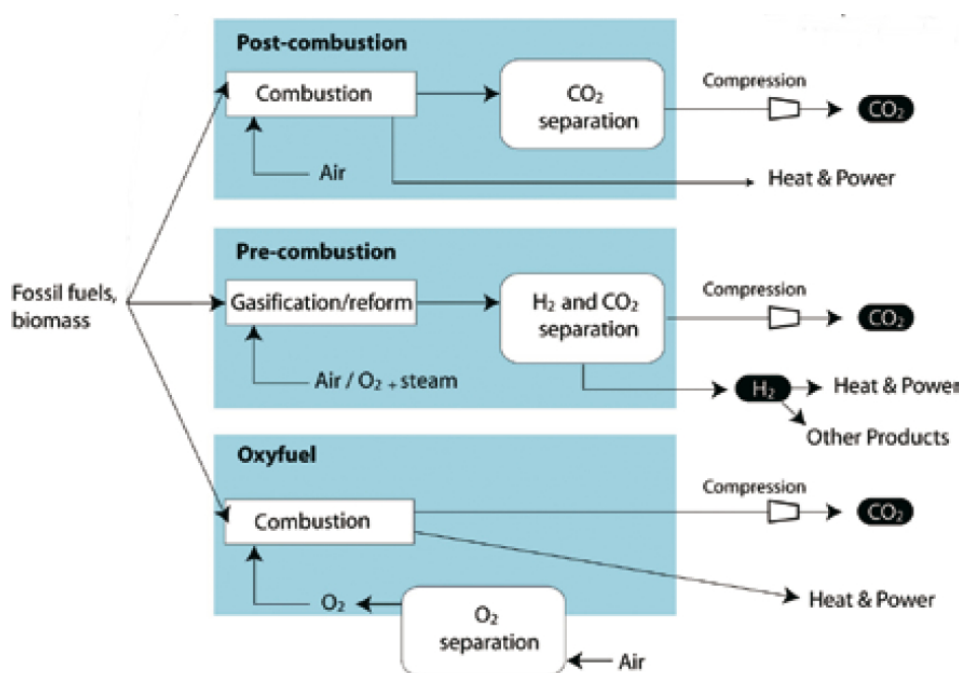 Post-combustion
Combustion
CO₂
separation
Compression
CO₂
Air
Heat & Power
Pre-combustion
Fossil fuels,
biomass
Gasification/reform
H₂ and CO₂
separation
Compression
CO₂
Air / O₂ + steam
H₂
Heat & Power
Other Products
Oxyfuel
Combustion
Compression
CO₂
O₂
O₂
separation
Heat & Power
Air